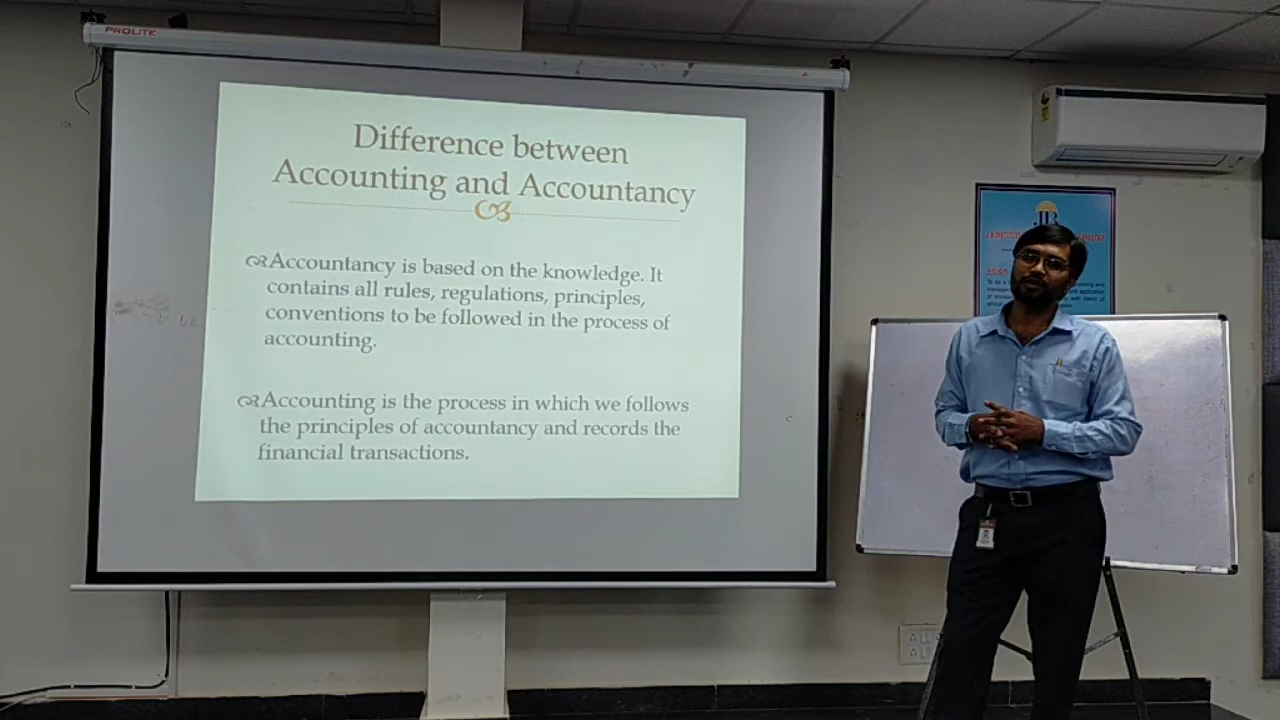 PROLITE
Difference between
Accounting and Accountancy
Accountancy is based on the knowledge. It
contains all rules, regulations, principles,
conventions to be followed in the process of
accounting.
Accounting is the process in which we follows
the principles of accountancy and records the
financial transactions.
JB
Vision